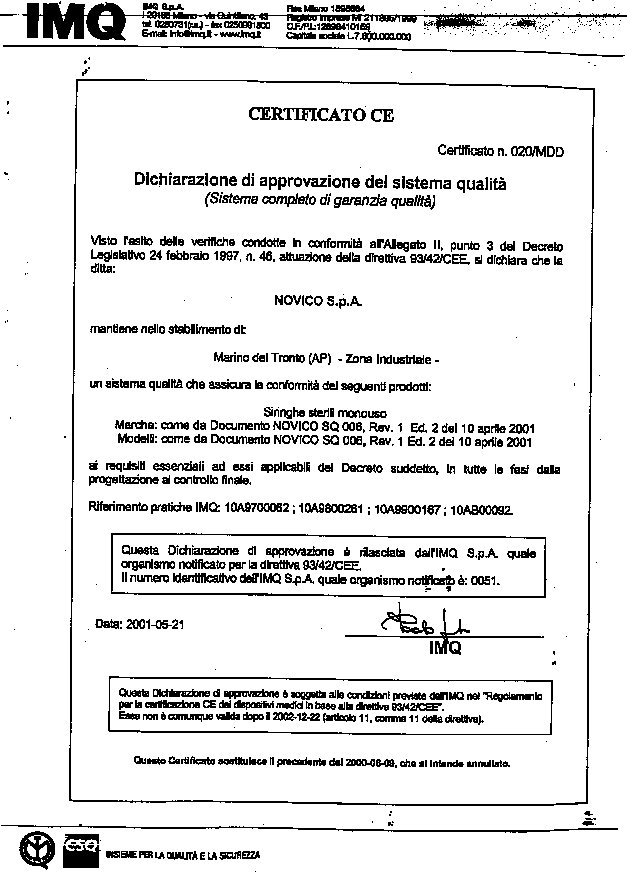 IMQ
IMQ S.p.A.
I-20138 Milano - via Quintiliano, 43
tel. 0250731(r.a.) - fax 0250991500
E-mail: info@imq.it - www.imq.it
Rea Milano 1595884
Registro Imprese MI
C.F./P.I.:12898410159
Capitale sociale L.7.600.000.000
CERTIFICATO CE
Certificato n. 020/MDD
Dichiarazione di approvazione del sistema qualità
(Sistema completo di garanzia qualità)
Visto l'esito delle verifiche condotte in conformità all'Allegato II, punto 3 del Decreto
Legislativo 24 febbraio 1997, n. 46, attuazione della direttiva 93/42/CEE, si dichiara che la
ditta:
NOVICO S.p.A.
mantiene nello stabilimento di:
Marino del Tronto (AP) - Zona Industriale -
un sistema qualità che assicura la conformità dei seguenti prodotti:
Siringhe sterili monouso
Marche: come da Documento NOVICO SQ 006, Rev. 1 Ed. 2 del 10 aprile 2001
Modelli: come da Documento NOVICO SQ 006, Rev. 1 Ed. 2 del 10 aprile 2001
ai requisiti essenziali ad essi applicabili del Decreto suddetto, in tutte le fasi dalla
progettazione al controllo finale.
Riferimento pratiche IMQ: 10A9700062 ; 10A9800261 ; 10A9900167 ; 10AB00092.
Questa Dichiarazione di approvazione è rilasciata dall'IMQ S.p.A. quale
organismo notificato per la direttiva 93/42/CEE.
Il numero identificativo dell'IMQ S.p.A. quale organismo notificato è: 0051.
Data: 2001-05-21
IMQ
Questa Dichiarazione di approvazione è soggetta alle condizioni previste dall'IMQ nel "Regolamento
per la certificazione CE dei dispositivi medici in base alla direttiva 93/42/CEE".
Essa non è comunque valida dopo il 2002-12-22 (articolo 11, comma 11 della direttiva).
Questo Certificato sostituisce il precedente del 2000-06-09, che si intende annullato.
CSQ
INSIEME PER LA QUALITÀ E LA SICUREZZA